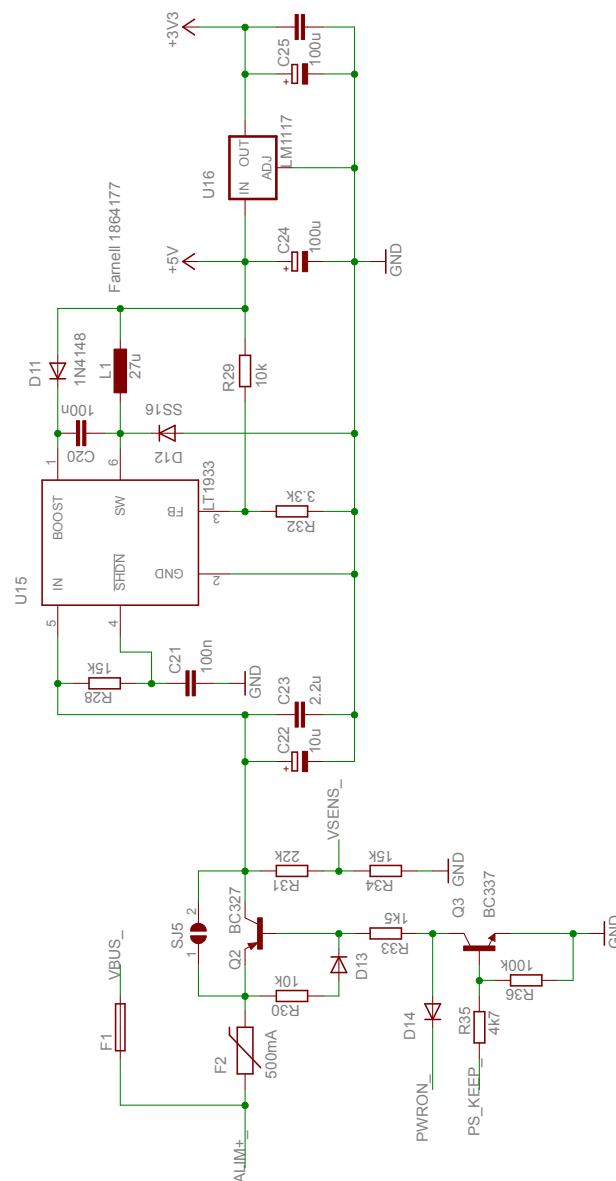 +3V3
C25
100u
U16
IN
OUT
ADJ
LM1117
Farnell 1864177
+5V
C24
100u
GND
D11
1N4148
L1
27u
R29
10k
C20
100n
SS16
D12
1
6
U15
BOOST
SW
IN
SHDN
FB
GND
LT1933
3
2
5
4
R32
3.3k
R28
15k
C21
100n
GND
C23
2.2u
C22
10u
VSENS_
R31
22k
R34
15k
GND
SJ5
1
2
BC327
Q2
VBUS_
F1
R30
10k
D13
R33
1k5
Q3
BC337
GND
F2
500mA
D14
R35
4k7
R36
100k
ALIM+_
PWRON_
PS_KEEP_